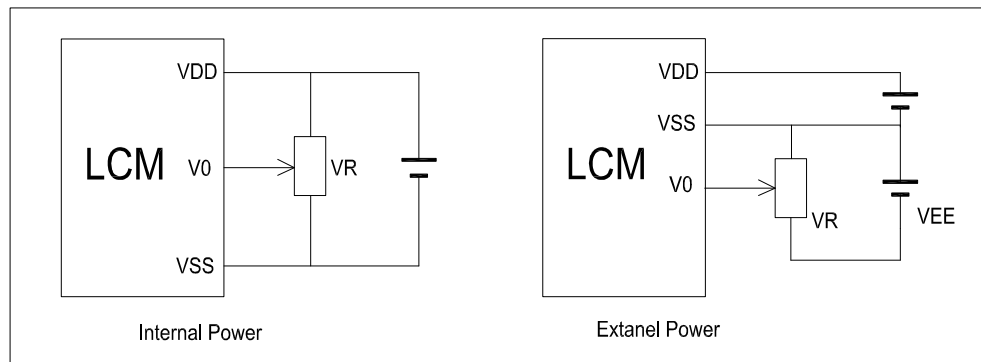 VDD
LCM
V0
VR
VSS
Internal Power
VDD
VSS
LCM
V0
VR
VEE
Extanel Power